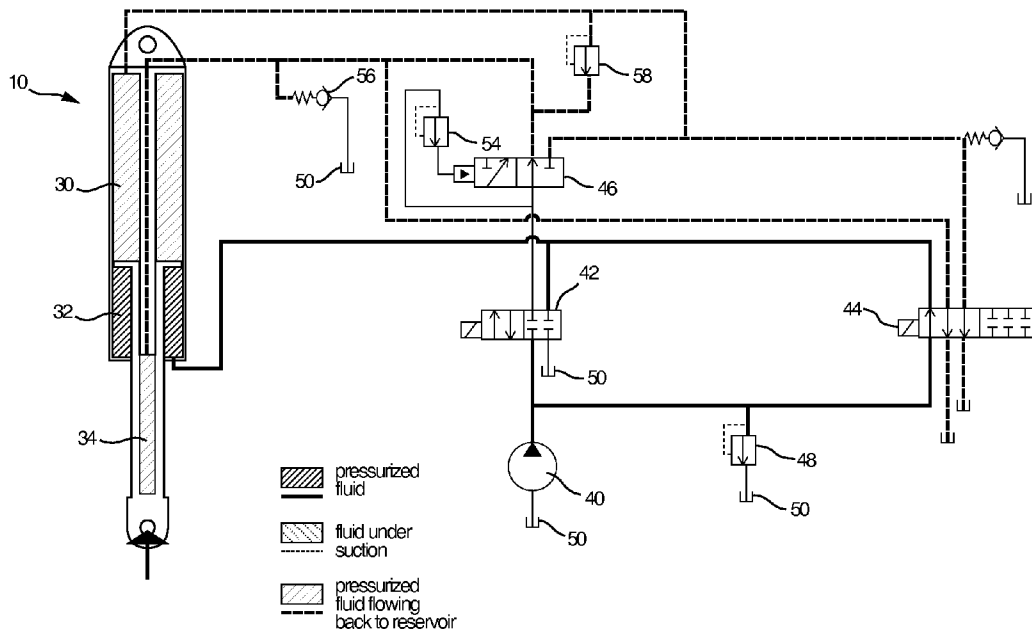 10
56
58
54
50
46
30
42
32
44
50
34
48
40
50
50
pressurized
fluid
fluid under
suction
pressurized
fluid flowing
back to reservoir